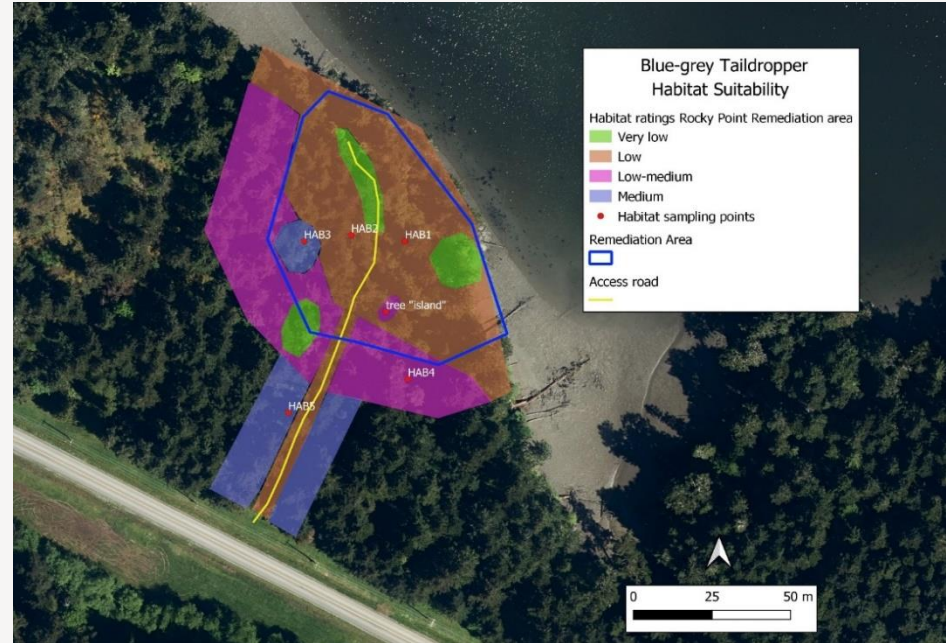 Blue-grey Taildropper
Habitat Suitability
Habitat ratings Rocky Point Remediation area
Very low
Low
Low-medium
Medium
Habitat sampling points
Remediation Area
Access road
HAB3
HAB2
HAB1
tree "island"
HAB4
HAB5
0 25 50 m